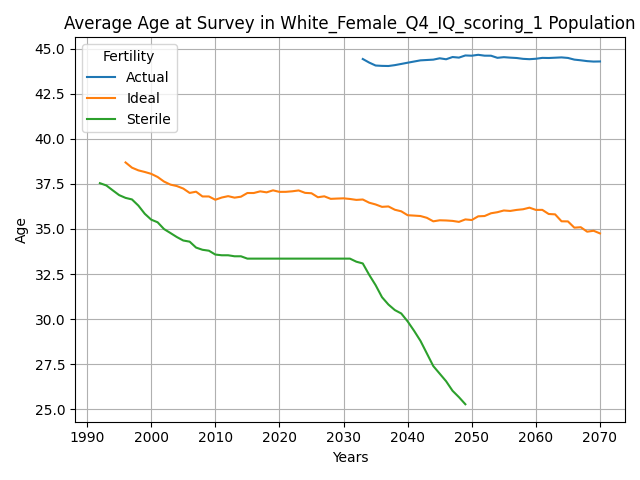 Average Age at Survey in White_Female_Q4_IQ_scoring_1 Population
Fertility
Actual
Ideal
Sterile
45.0
42.5
40.0
37.5
35.0
32.5
30.0
27.5
25.0
Age
1990 2000 2010 2020 2030 2040 2050 2060 2070
Years